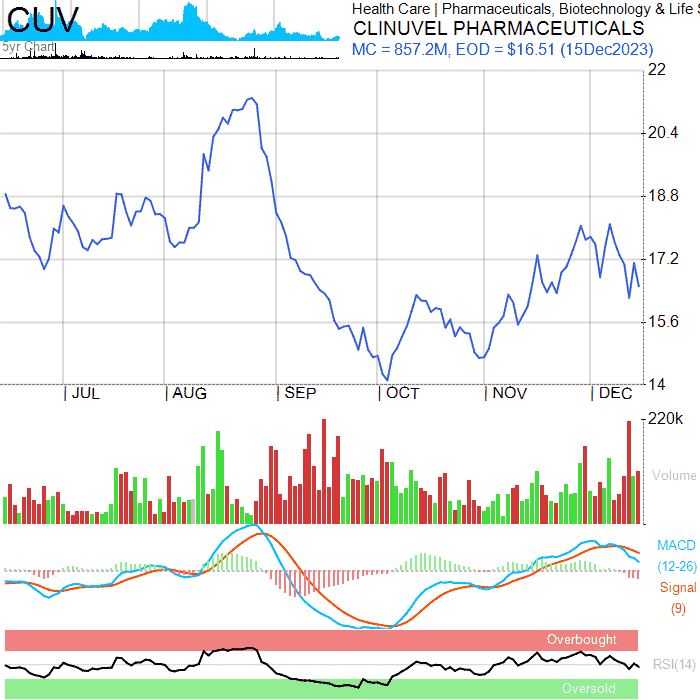 CUV
5yr Chart
Health Care | Pharmaceuticals, Biotechnology & Life S
CLINUVEL PHARMACEUTICALS
MC = 857.2M, EOD = $16.51 (15Dec2023)
22
20.4
18.8
17.2
15.6
14
| JUL | AUG | SEP | OCT | NOV | DEC
220k
Volume
MACD
(12-26)
Signal
(9)
Overbought
RSI(14)
Oversold